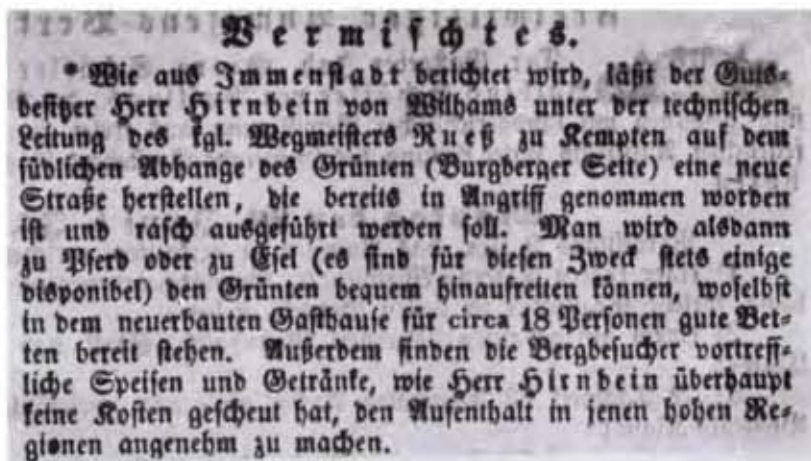 Vermischtes.
* Wie aus Immenstadt berichtet wird, läßt der Guts-
besitzer Herr Hirnbein von Wilhams unter der technischen
Leitung des kgl. Wegmeisters Rueß zu Kempten auf dem
südlichen Abhange des Grünten (Burgberger Seite) eine neue
Straße herstellen, die bereits in Angriff genommen worden
ist und rasch ausgeführt werden soll. Man wird alsdann
zu Pferd oder zu Esel (es sind für diesen Zweck stets einige
disponibel) den Grünten bequem hinaufreiten können, woselbst
in dem neuerbauten Gasthause für circa 18 Personen gute Bet-
ten bereit stehen. Außerdem finden die Bergbesucher vortreff-
liche Speisen und Getränke, wie Herr Hirnbein überhaupt
keine Kosten gescheut hat, den Aufenthalt in jenen hohen Re-
gionen angenehm zu machen.